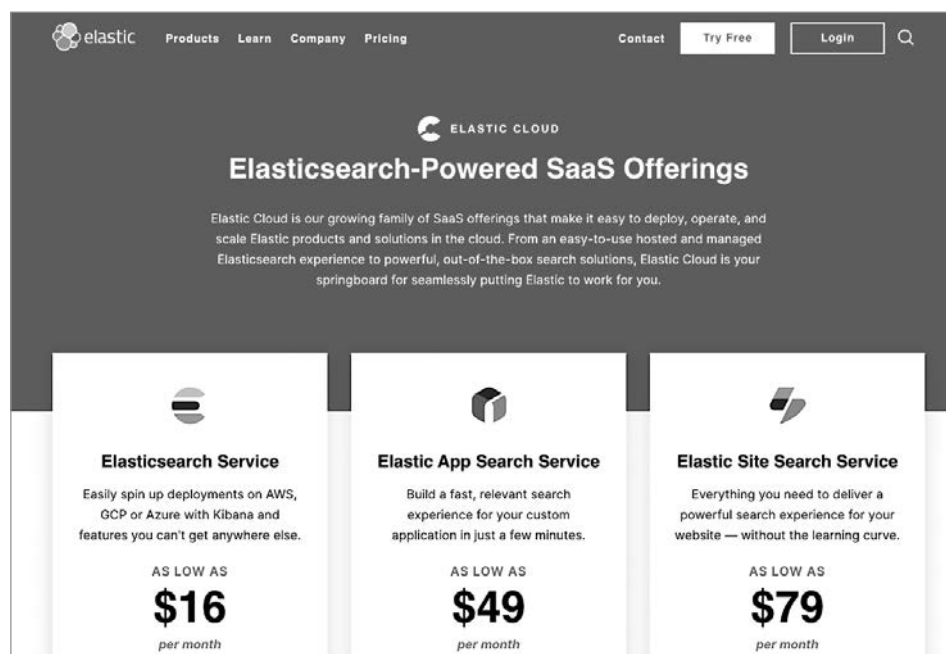 elastic Products Learn Company Pricing Contact Try Free Login
ELASTIC CLOUD
Elasticsearch-Powered SaaS Offerings
Elastic Cloud is our growing family of SaaS offerings that make it easy to deploy, operate, and
scale Elastic products and solutions in the cloud. From an easy-to-use hosted and managed
Elasticsearch experience to powerful, out-of-the-box search solutions, Elastic Cloud is your
springboard for seamlessly putting Elastic to work for you.
Elasticsearch Service
Easily spin up deployments on AWS,
GCP or Azure with Kibana and
features you can't get anywhere else.
AS LOW AS
$16
per month
Elastic App Search Service
Build a fast, relevant search
experience for your custom
application in just a few minutes.
AS LOW AS
$49
per month
Elastic Site Search Service
Everything you need to deliver a
powerful search experience for your
website — without the learning curve.
AS LOW AS
$79
per month